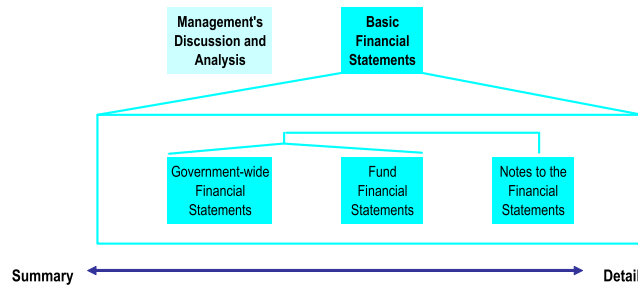 Management's
Discussion and
Analysis
Basic
Financial
Statements
Government-wide
Financial
Statements
Fund
Financial
Statements
Notes to the
Financial
Statements
Summary
Detail